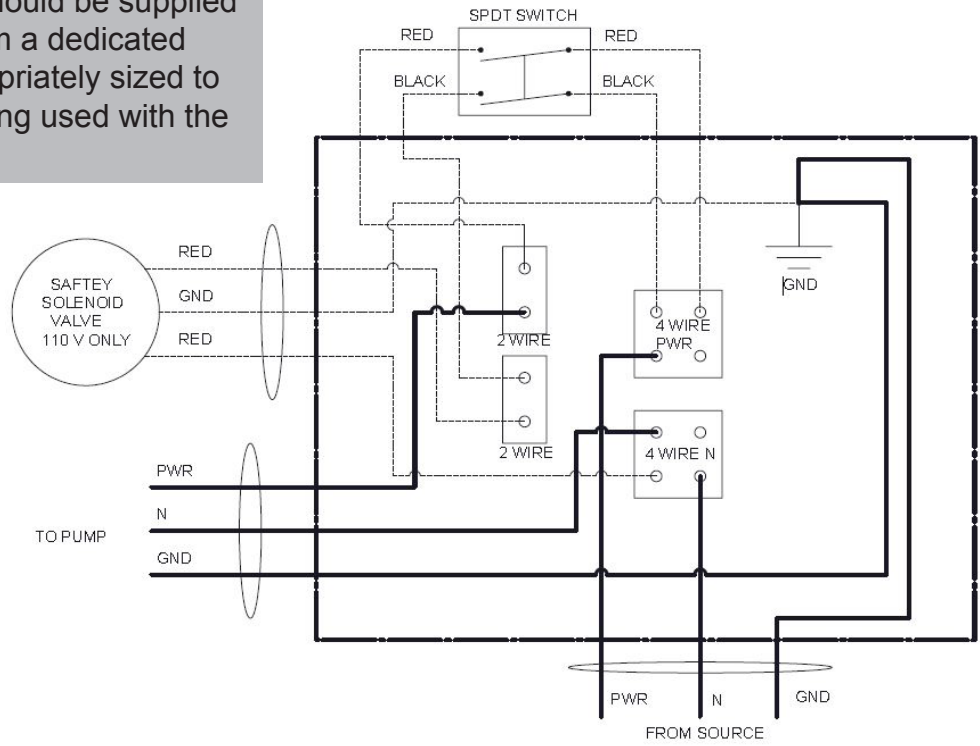 ould be supplied
m a dedicated
priately sized to
ng used with the
SPDT SWITCH
RED
RED
BLACK
BLACK
RED
SAFTEY
SOLENOID
VALVE
110 V ONLY
GND
RED
GND
2 WIRE
4 WIRE
PWR
2 WIRE
4 WIRE N
PWR
N
TO PUMP
GND
PWR
N
GND
FROM SOURCE